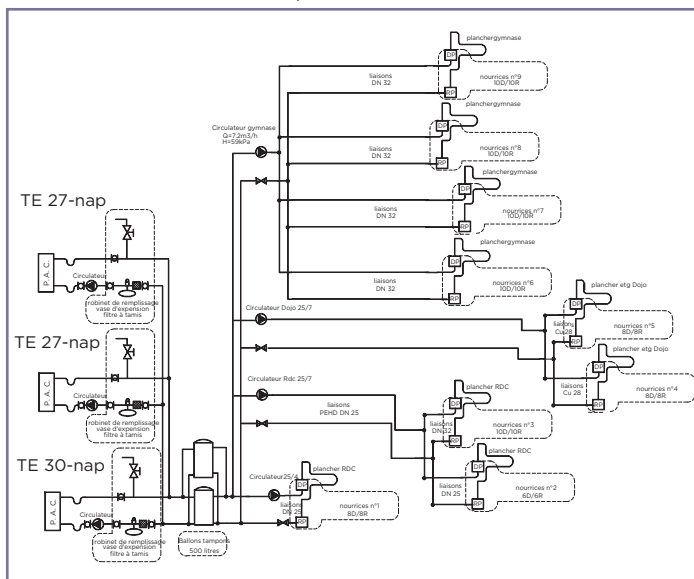 planchergymnase
DP
liaisons
DN 32
nourrices n°9
10D/10R
RP
planchergymnase
Circulateur gymnase
Q=7,2m3/h
H=59kPa
DP
liaisons
DN 32
nourrices n°8
10D/10R
RP
planchergymnase
DP
liaisons
DN 32
nourrices n°7
10D/10R
RP
planchergymnase
DP
liaisons
DN 32
nourrices n°6
10D/10R
RP
TE 27-nap
P. A. C.
Circulateur
robinet de remplissage
vase d'expension
filtre à tamis
Circulateur Dojo 25/7
plancher etg Dojo
DP
liaisons
Cu 28
nourrices n°5
8D/8R
RP
plancher etg Dojo
DP
liaisons
Cu 28
nourrices n°4
8D/8R
RP
TE 27-nap
P. A. C.
Circulateur
robinet de remplissage
vase d'expension
filtre à tamis
Circulateur Rdc 25/7
liaisons
PEHD DN 25
plancher RDC
DP
liaisons
DN 32
nourrices n°3
10D/10R
RP
plancher RDC
DP
liaisons
DN 25
nourrices n°2
6D/6R
RP
TE 30-nap
P. A. C.
Circulateur
robinet de remplissage
vase d'expension
filtre à tamis
Ballons tampons
500 litres
Circulateur25/4
plancher RDC
DP
liaisons
DN 25
nourrices n°1
8D/8R
RP